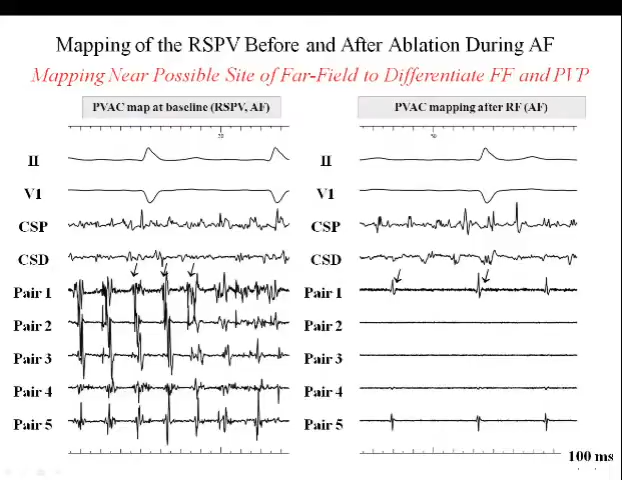 Mapping of the RSPV Before and After Ablation During AF
Mapping Near Possible Site of Far-Field to Differentiate FF and PVP
PVAC map at baseline (RSPV, AF)
PVAC mapping after RF (AF)
II
V1
CSP
CSD
Pair 1
Pair 2
Pair 3
Pair 4
Pair 5
II
V1
CSP
CSD
Pair 1
Pair 2
Pair 3
Pair 4
Pair 5
100 ms